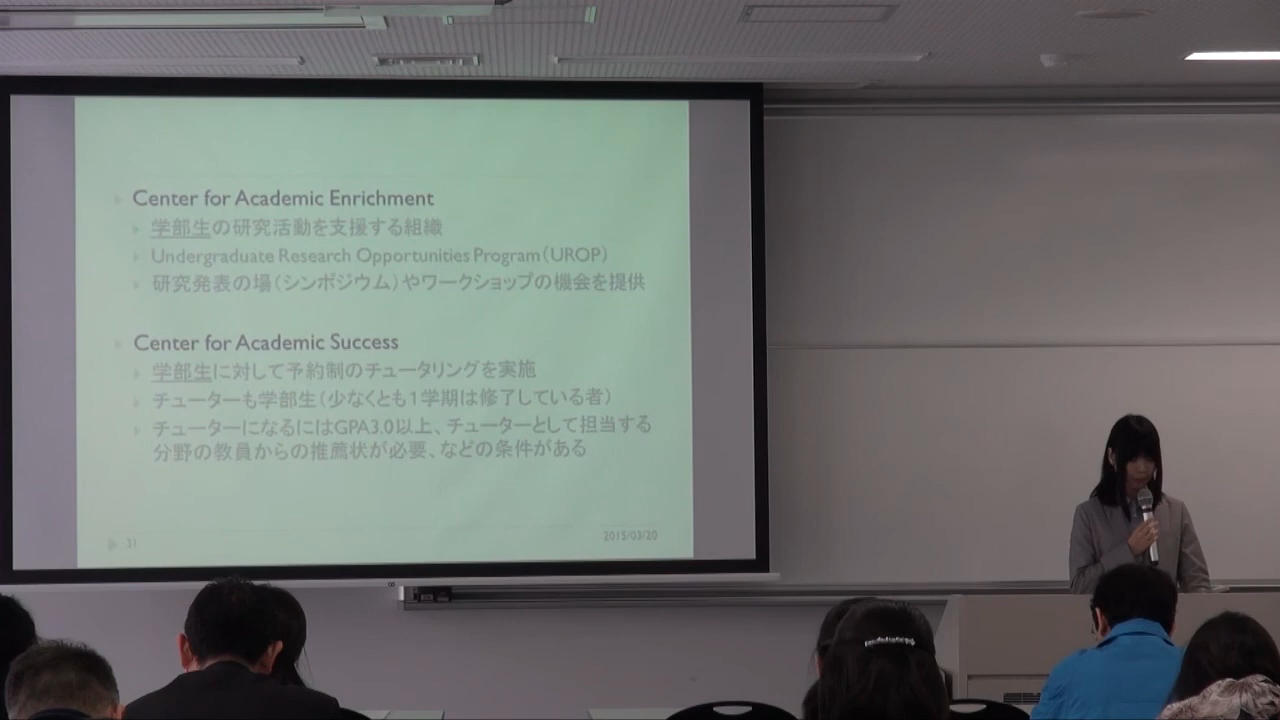 Center for Academic Enrichment
学部生の研究活動を支援する組織
Undergraduate Research Opportunities Program（UROP）
研究発表の場（シンポジウム）やワークショップの機会を提供
Center for Academic Success
学部生に対して予約制のチュータリングを実施
チューターも学部生（少なくとも1学期は修了している者）
チューターになるにはGPA3.0以上、チューターとして担当する
分野の教員からの推薦状が必要、などの条件がある
31
2015/03/20